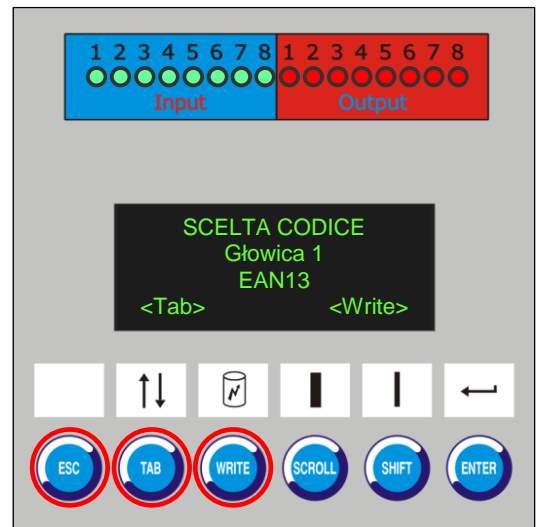 1 2 3 4 5 6 7 8 1 2 3 4 5 6 7 8
Input Output
SCELTA CODICE
Głowica 1
EAN13
<Tab> <Write>
ESC TAB WRITE SCROLL SHIFT ENTER